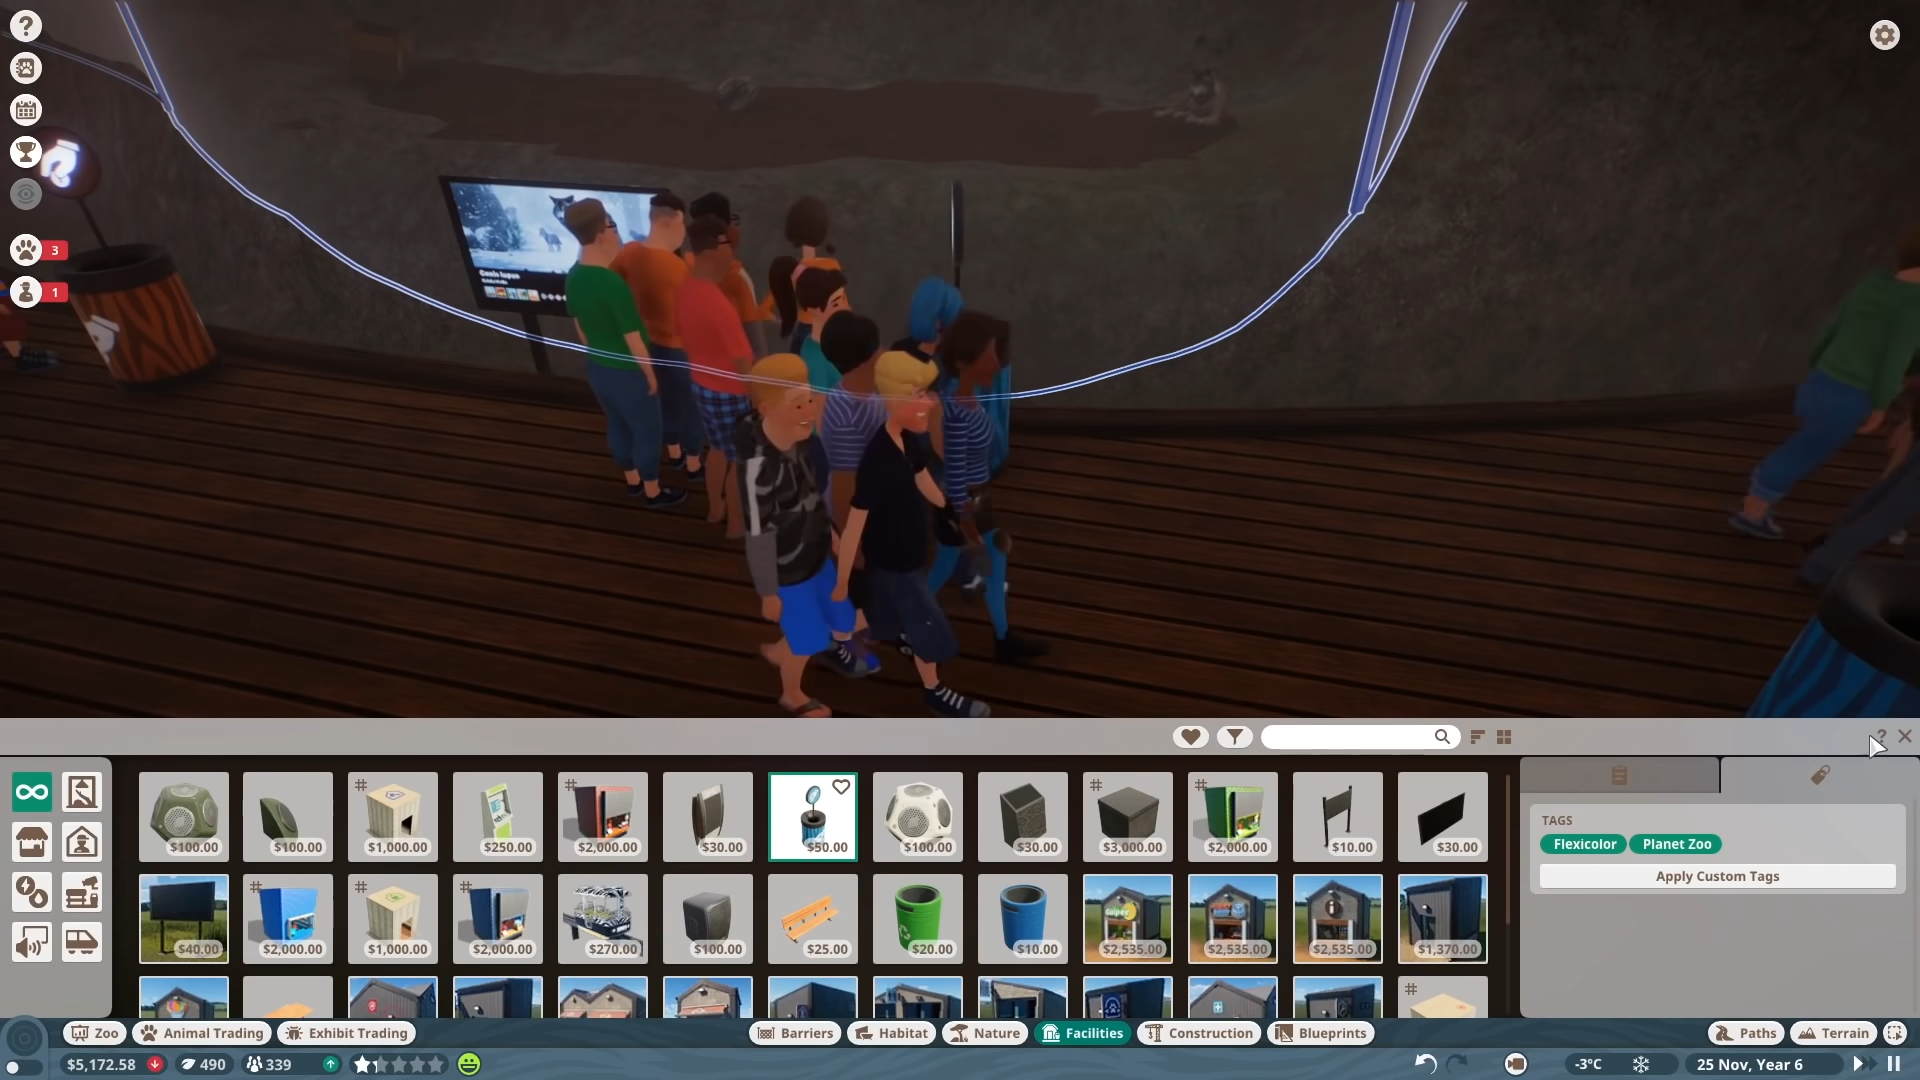 ?
3
1
Canis lupus
? ×
$100.00 $100.00 # $1,000.00 $250.00 # $2,000.00 $30.00 $50.00 $100.00 $30.00 # $3,000.00 # $2,000.00 $10.00 $30.00
TAGS
Flexicolor Planet Zoo
Apply Custom Tags
$40.00 # $2,000.00 # $1,000.00 # $2,000.00 $270.00 $100.00 $25.00 $20.00 $10.00 $2,535.00 $2,535.00 $2,535.00 $1,370.00
#
Zoo Animal Trading Exhibit Trading Barriers Habitat Nature Facilities Construction Blueprints Paths Terrain
$5,172.58 490 339 -3°C 25 Nov, Year 6